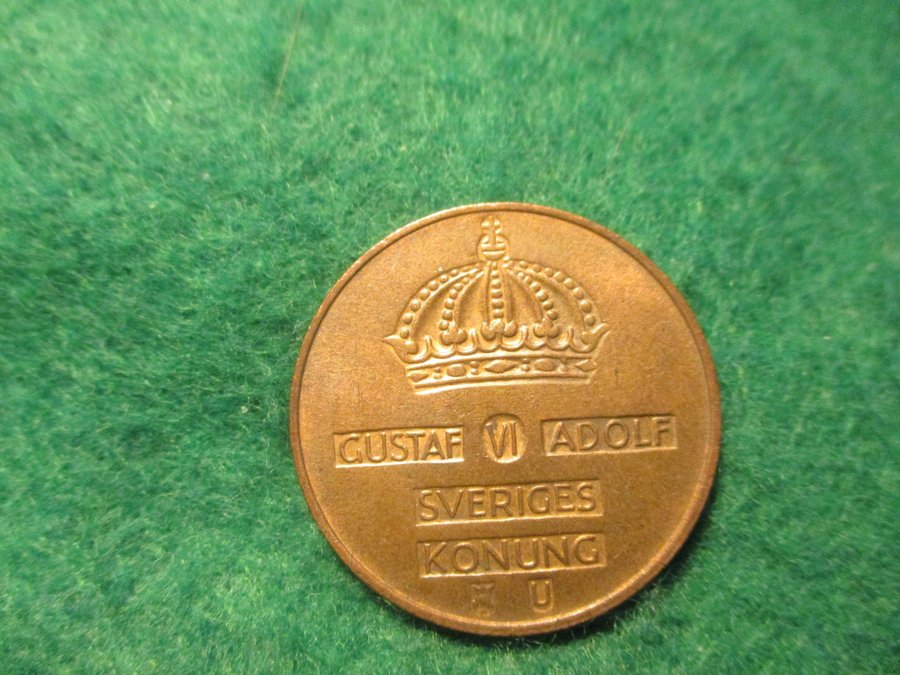 GUSTAF VI ADOLF
SVERIGES
KONUNG
U